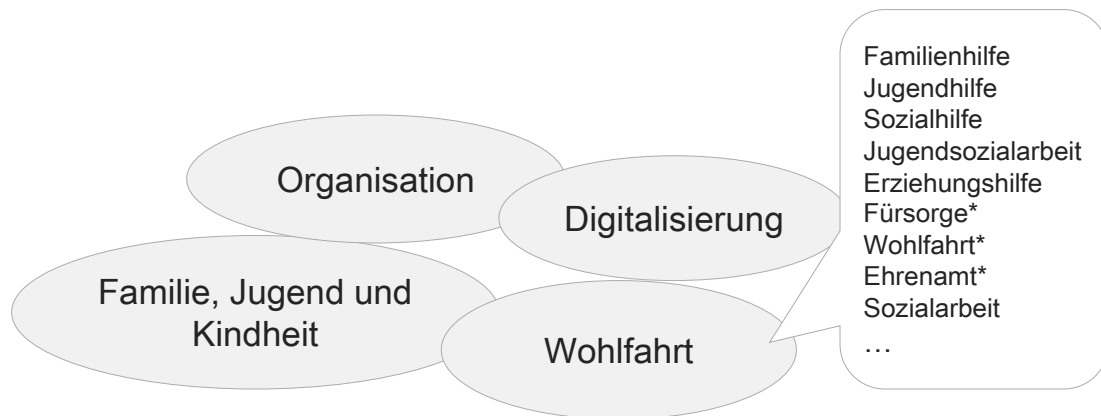 Organisation
Digitalisierung
Familie, Jugend und
Kindheit
Wohlfahrt
Familienhilfe
Jugendhilfe
Sozialhilfe
Jugendsozialarbeit
Erziehungshilfe
Fürsorge*
Wohlfahrt*
Ehrenamt*
Sozialarbeit
…